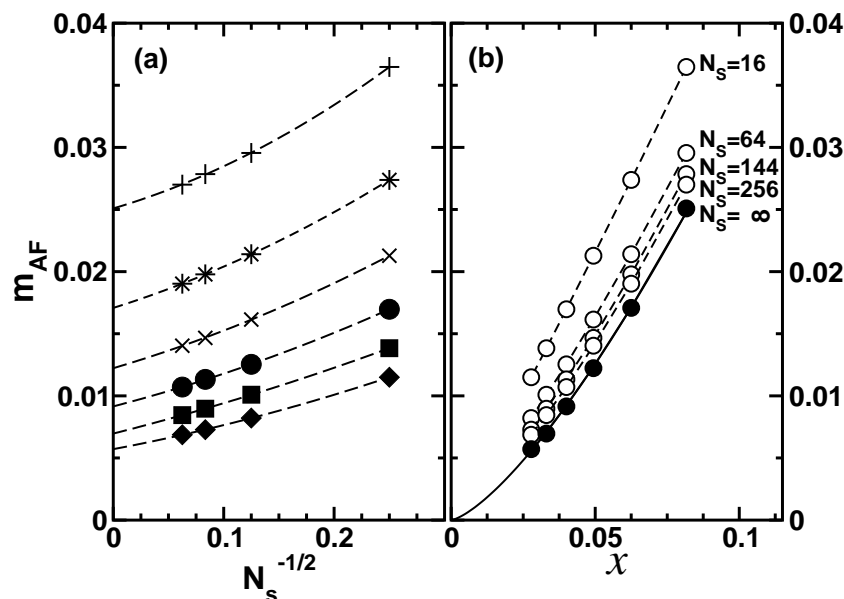 0.04
0.03
0.02
0.01
0
m_AF
(a)
0
0.1
0.2
N_s^-1/2
(b)
N_S=16
N_S=64
N_S=144
N_S=256
N_S= ∞
0
0.05
0.1
x
0.04
0.03
0.02
0.01
0